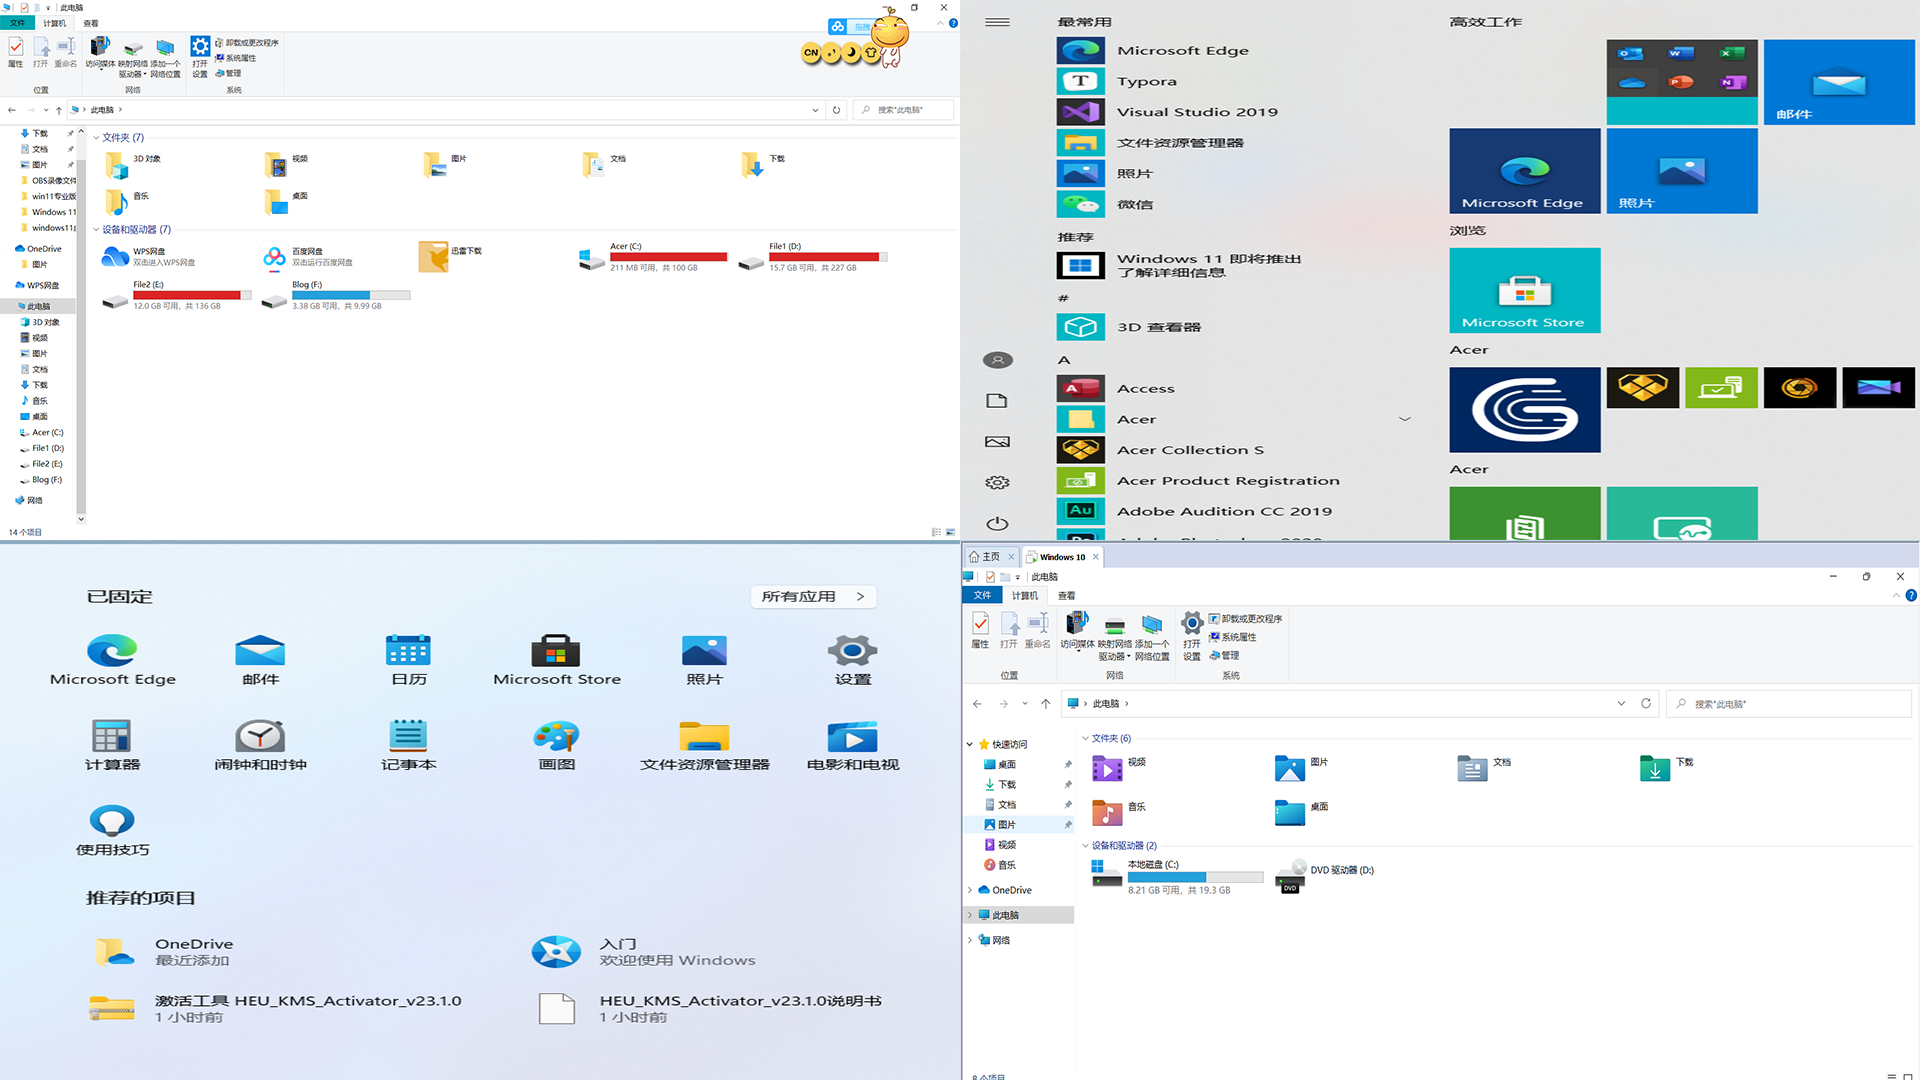 此电脑
文件
计算机
查看
CN
属性
打开
重命名
访问媒体
映射网络
驱动器
添加一个
网络位置
打开
设置
卸载或更改程序
系统属性
管理
位置
网络
系统
此电脑
搜索"此电脑"
下载
文档
图片
OBS录像文件
win11专业版
Windows 11
OneDrive
图片
WPS网盘
此电脑
3D 对象
视频
图片
文档
下载
音乐
桌面
Acer (C:)
File1 (D:)
File2 (E:)
Blog (F:)
网络
文件夹 (7)
3D 对象
视频
图片
文档
下载
音乐
桌面
设备和驱动器 (7)
WPS网盘
双击进入WPS网盘
百度网盘
双击运行百度网盘
迅雷下载
Acer (C:)
211 MB 可用，共 100 GB
File1 (D:)
15.7 GB 可用，共 227 GB
File2 (E:)
12.0 GB 可用，共 136 GB
Blog (F:)
3.38 GB 可用，共 9.99 GB
14 个项目
最常用
Microsoft Edge
Typora
Visual Studio 2019
文件资源管理器
照片
微信
推荐
Windows 11 即将推出
了解详细信息
#
3D 查看器
A
Access
Acer
Acer Collection S
Acer Product Registration
Au
Adobe Audition CC 2019
高效工作
邮件
Microsoft Edge
照片
浏览
Microsoft Store
Acer
Acer
已固定
所有应用
Microsoft Edge
邮件
日历
Microsoft Store
照片
设置
计算器
闹钟和时钟
记事本
画图
文件资源管理器
电影和电视
使用技巧
推荐的项目
OneDrive
最近添加
入门
欢迎使用 Windows
激活工具 HEU_KMS_Activator_v23.1.0
1 小时前
HEU_KMS_Activator_v23.1.0说明书
1 小时前
主页
Windows 10
此电脑
文件
计算机
查看
属性
打开
重命名
访问媒体
映射网络
驱动器
添加一个
网络位置
打开
设置
卸载或更改程序
系统属性
管理
位置
网络
系统
此电脑
搜索"此电脑"
快速访问
桌面
下载
文档
图片
视频
音乐
OneDrive
此电脑
网络
文件夹 (6)
视频
图片
文档
下载
音乐
桌面
设备和驱动器 (2)
本地磁盘 (C:)
8.21 GB 可用，共 19.3 GB
DVD
DVD 驱动器 (D:)